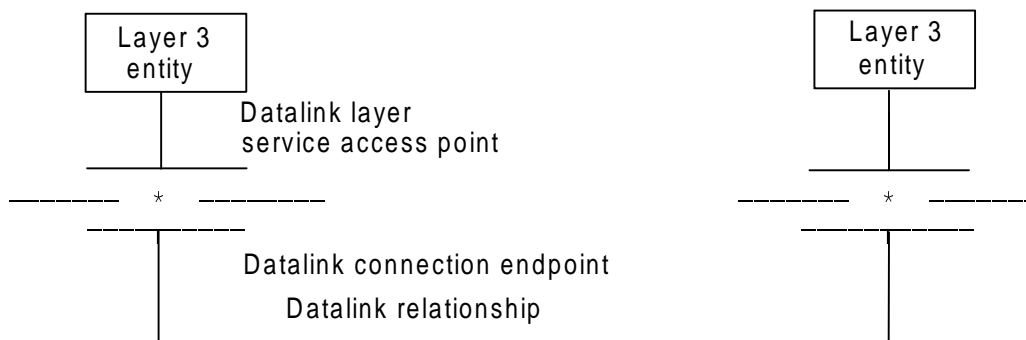 Layer 3
entity
Layer 3
entity
Datalink layer
service access point
*
*
Datalink connection endpoint
Datalink relationship